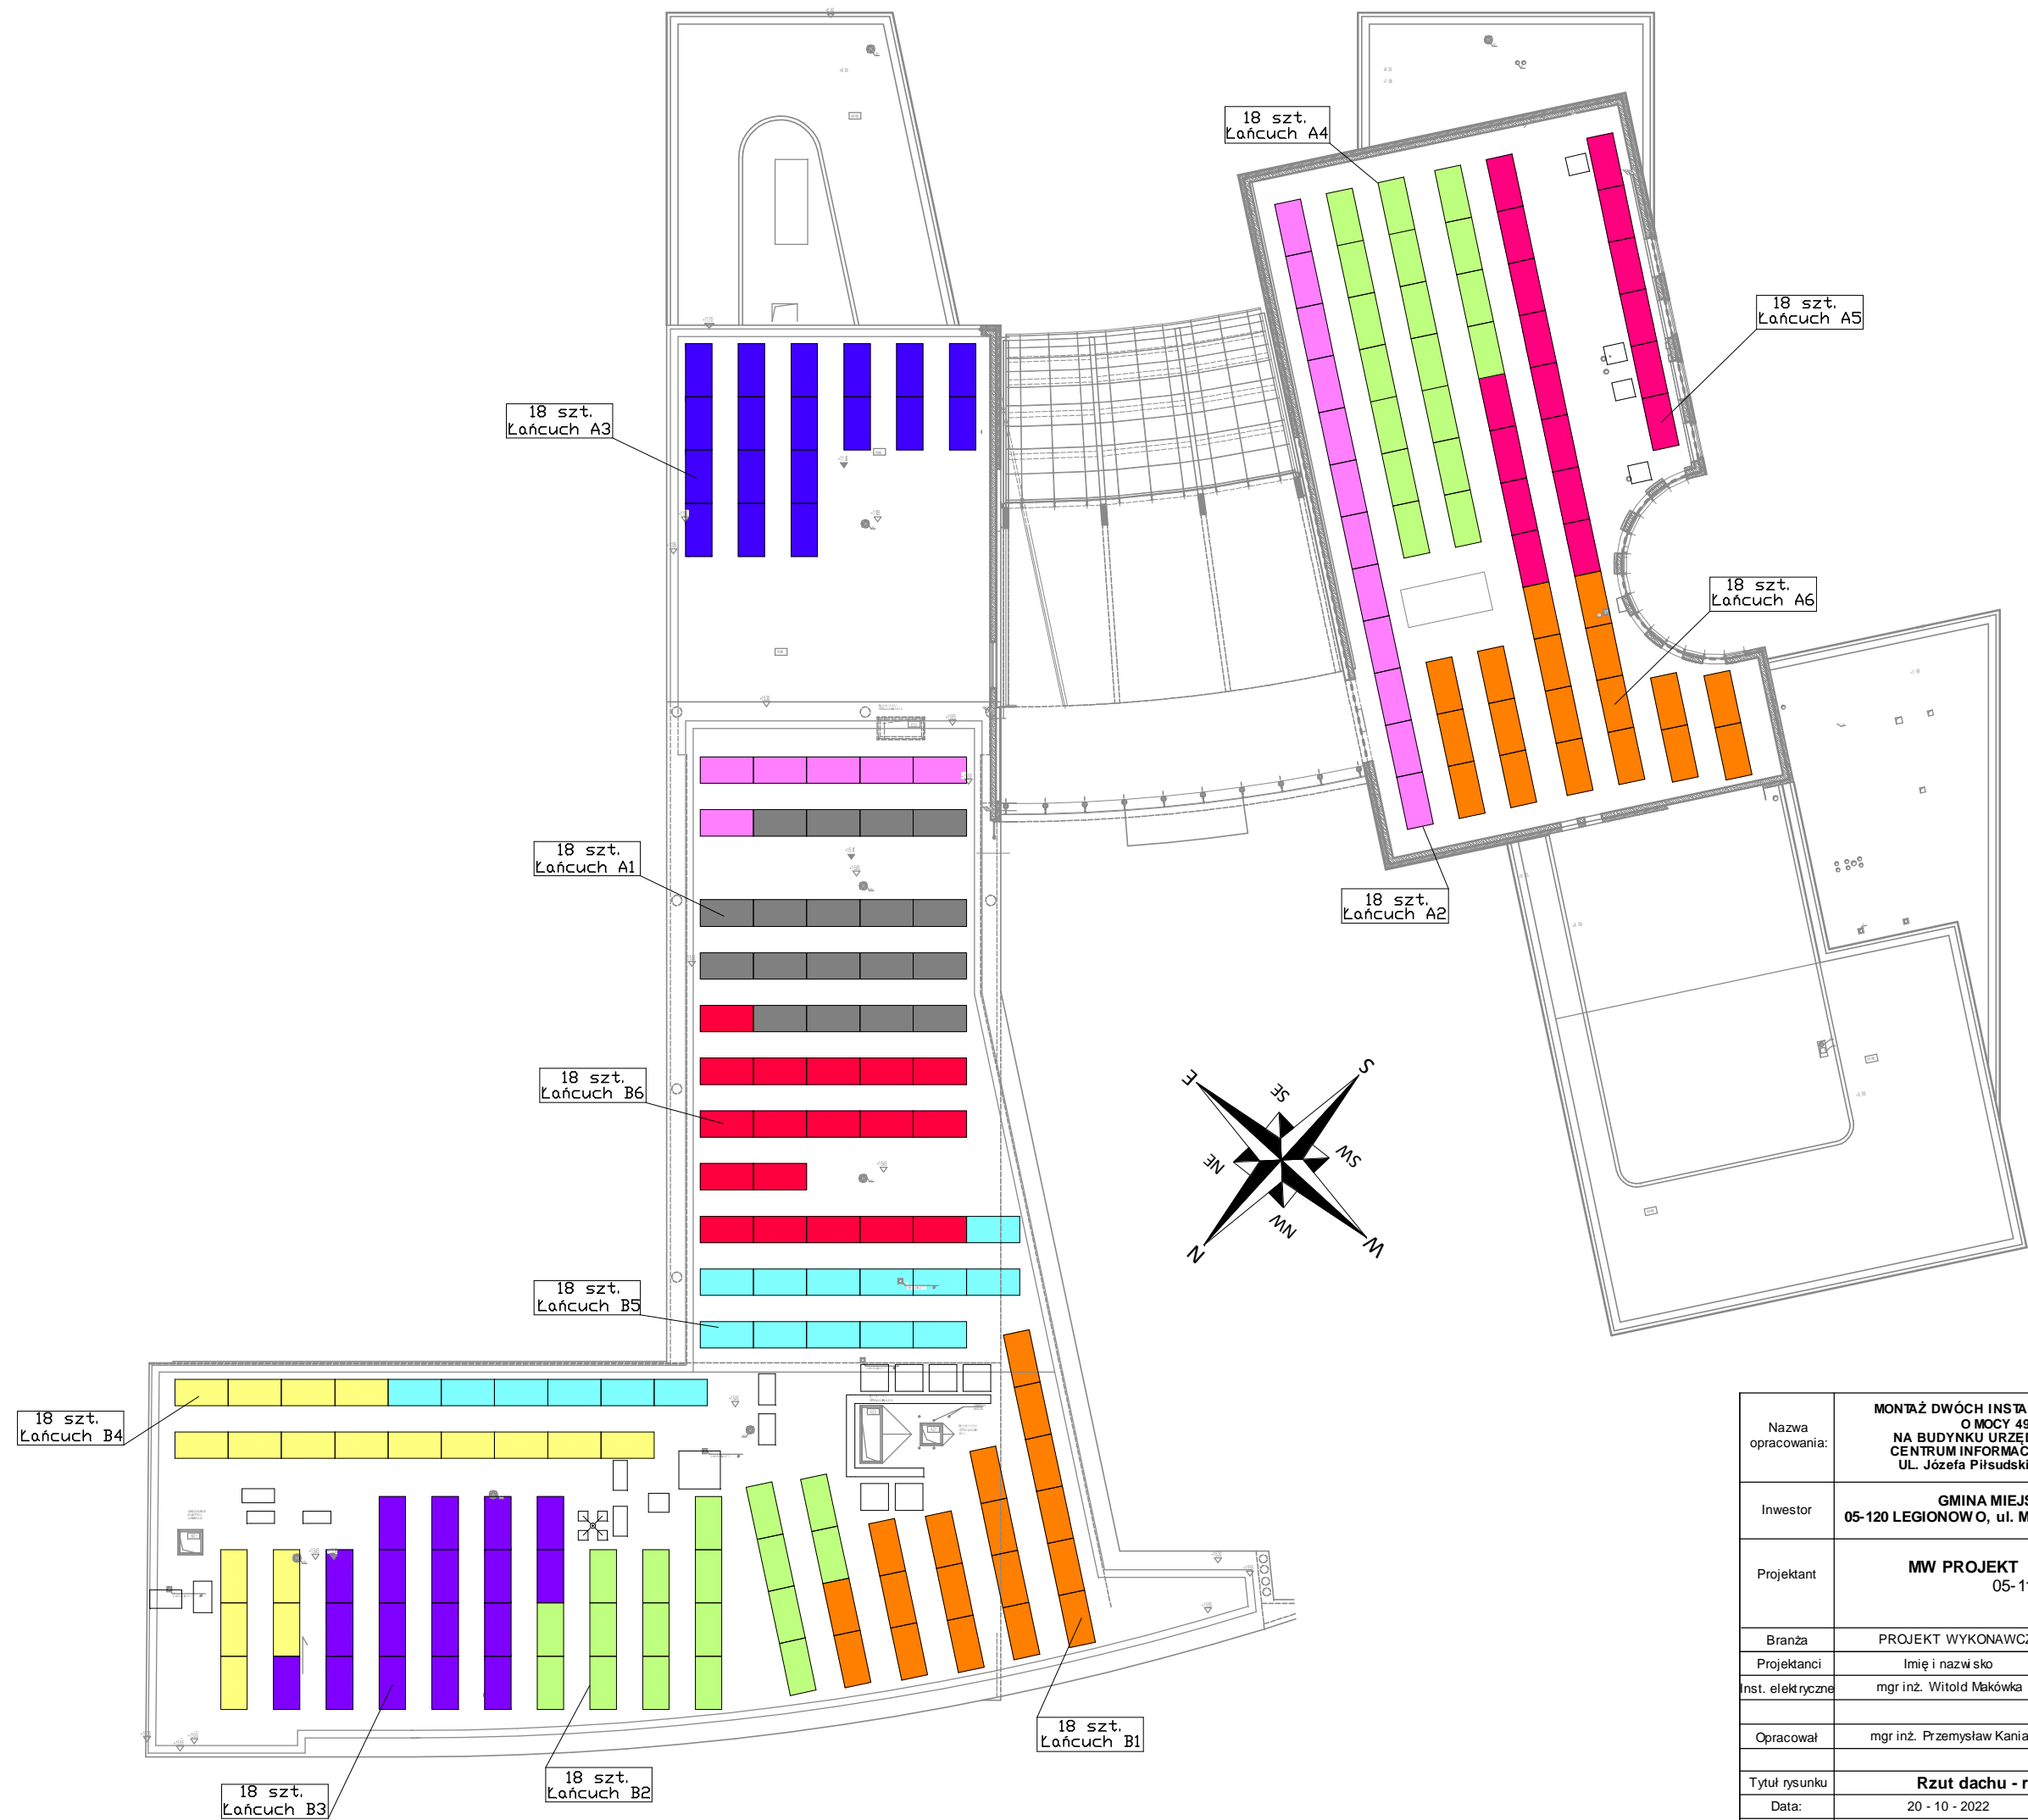 18 szt.
Łańcuch A4
18 szt.
Łańcuch A5
18 szt.
Łańcuch A3
18 szt.
Łańcuch A6
18 szt.
Łańcuch A1
18 szt.
Łańcuch A2
18 szt.
Łańcuch B6
S
E
SE
SW
NE
NW
N
W
18 szt.
Łańcuch B5
18 szt.
Łańcuch B4
18 szt.
Łańcuch B1
18 szt.
Łańcuch B2
18 szt.
Łańcuch B3
Nazwa
opracowania:
MONTAŻ DWÓCH INSTA
O MOCY 49
NA BUDYNKU URZĘD
CENTRUM INFORMAC
UL. Józefa Piłsudski
Inwestor
GMINA MIEJS
05-120 LEGIONOWO, ul. M
Projektant
MW PROJEKT
05-11
Branża PROJEKT WYKONAWCZ
Projektanci Imię i nazwisko
Inst. elektryczne mgr inż. Witold Makówka
Opracował mgr inż. Przemysław Kania
Tytuł rysunku Rzut dachu - r
Data: 20 - 10 - 2022